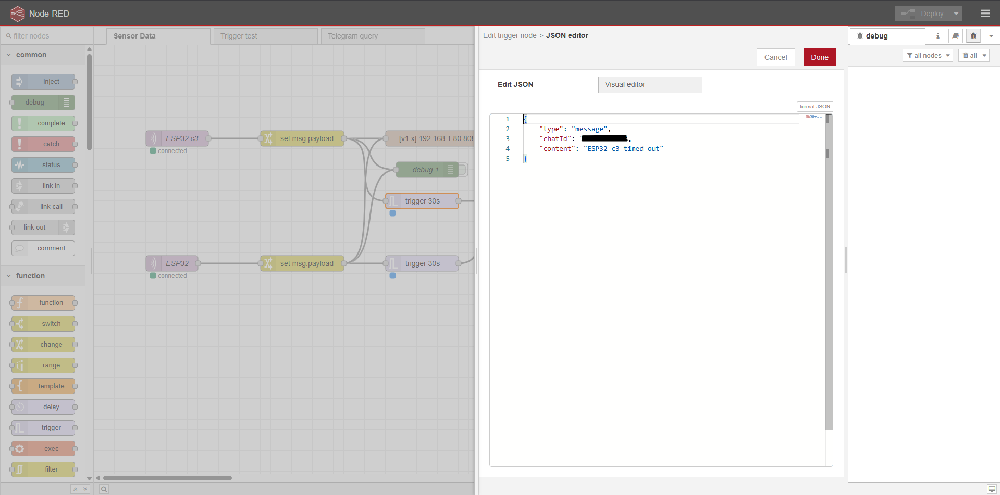 Node-RED
Deploy
filter nodes
Sensor Data
Trigger test
Telegram query
Edit trigger node > JSON editor
debug
i
common
Cancel
Done
all nodes
all
inject
debug
complete
catch
status
link in
link call
link out
comment
function
function
switch
change
range
template
delay
trigger
exec
filter
ESP32 c3
connected
set msg.payload
[v1.x] 192.168.1.80:808
debug 1
trigger 30s
ESP32
connected
set msg.payload
trigger 30s
Edit JSON
Visual editor
format JSON
1 {
2 "type": "message",
3 "chatId": ",
4 "content": "ESP32 c3 timed out"
5 }